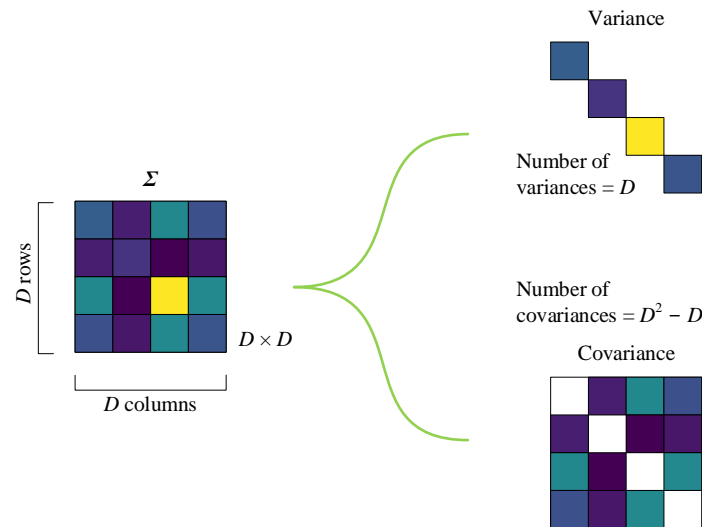 Variance
Number of
variances = D
Σ
D rows
D × D
D columns
Number of
covariances = D² − D
Covariance